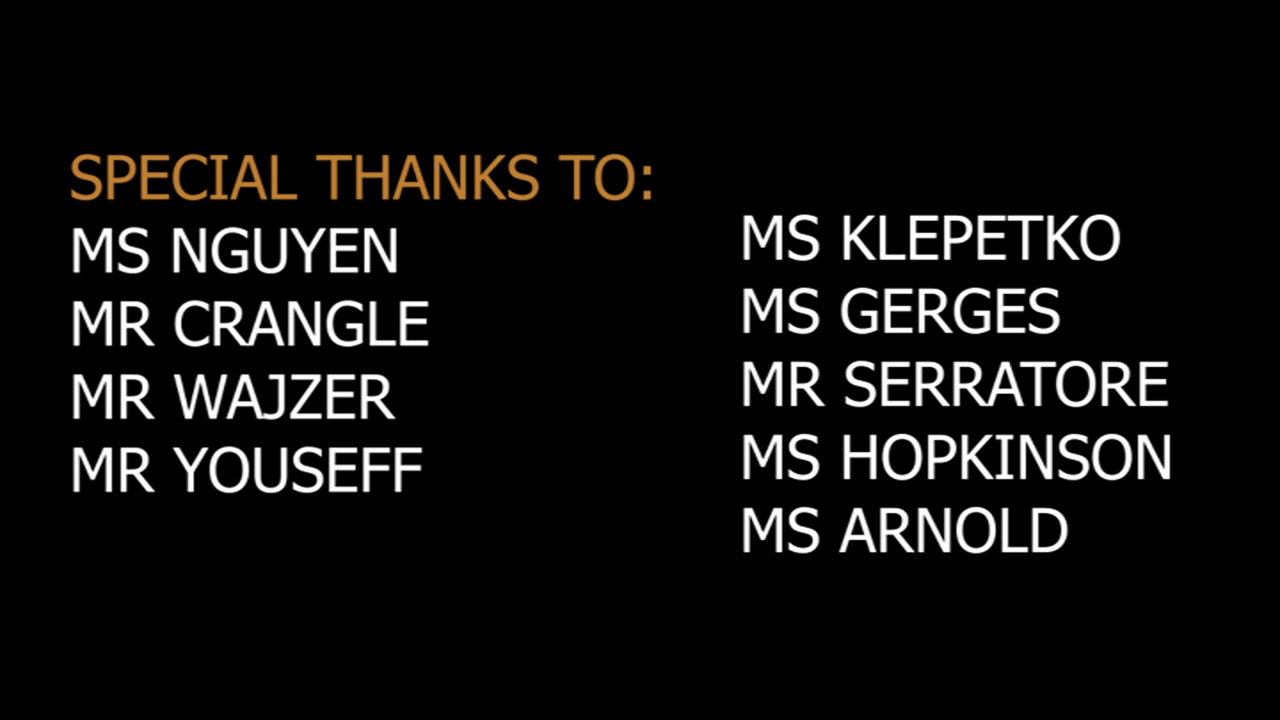 SPECIAL THANKS TO:
MS NGUYEN
MR CRANGLE
MR WAJZER
MR YOUSEFF
MS KLEPETKO
MS GERGES
MR SERRATORE
MS HOPKINSON
MS ARNOLD